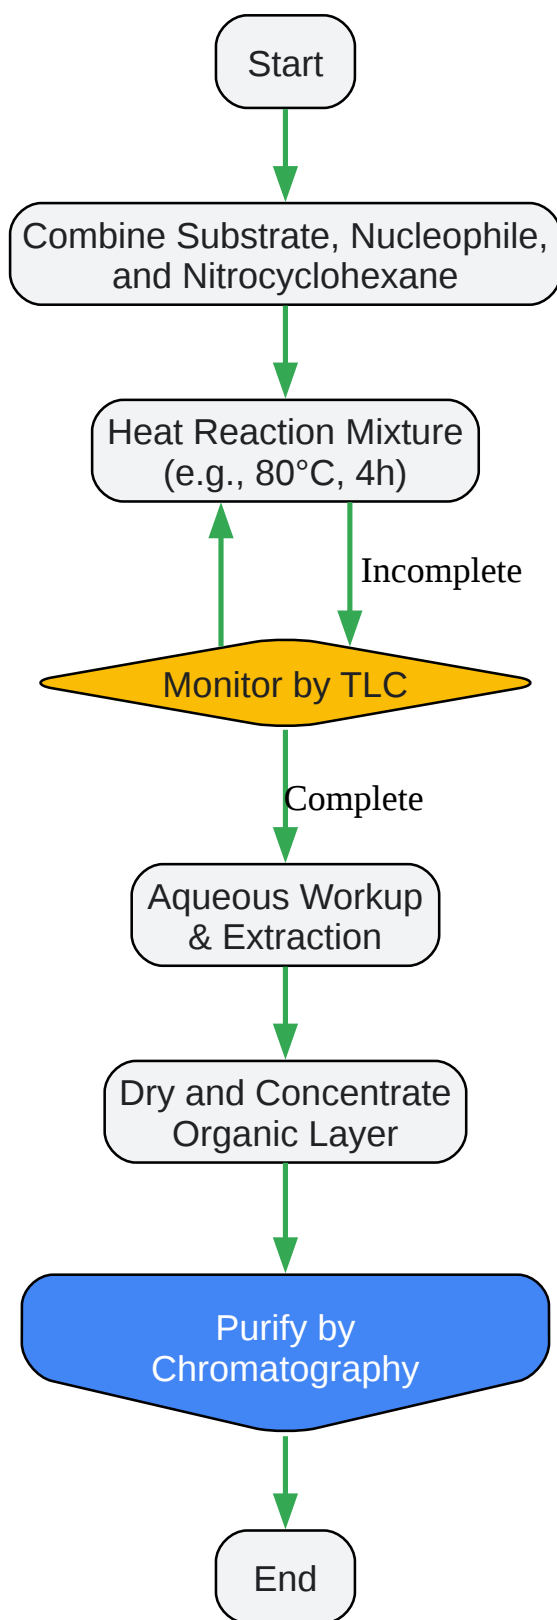 Start
Combine Substrate, Nucleophile,
and Nitrocyclohexane
Heat Reaction Mixture
(e.g., 80°C, 4h)
Incomplete
Monitor by TLC
Complete
Aqueous Workup
& Extraction
Dry and Concentrate
Organic Layer
Purify by
Chromatography
End